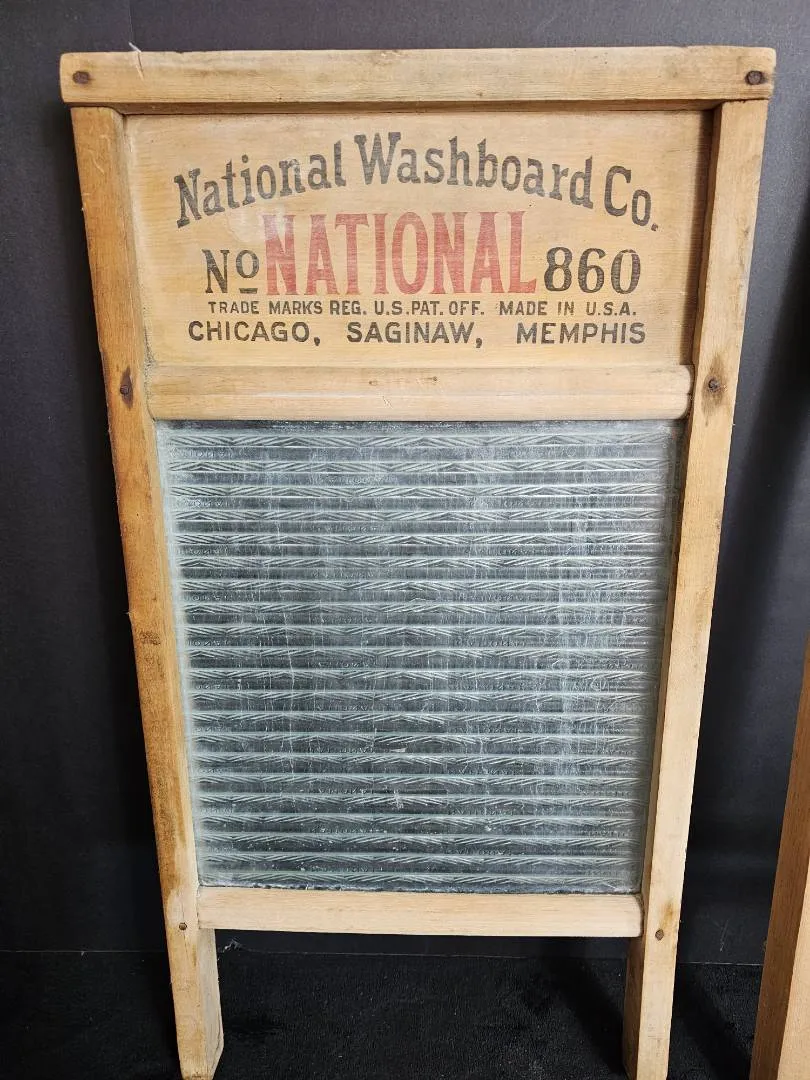 National Washboard Co.
No NATIONAL 860
TRADE MARKS REG. U.S. PAT. OFF. MADE IN U.S.A.
CHICAGO, SAGINAW, MEMPHIS